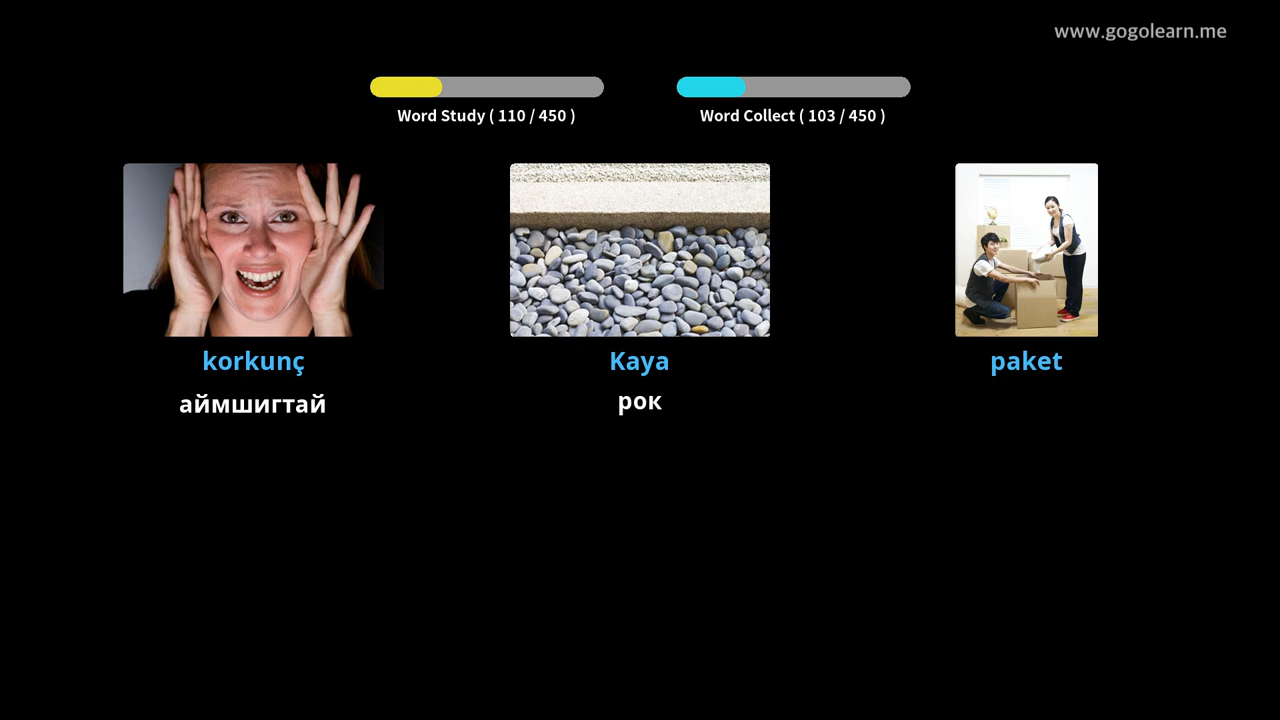 www.gogolearn.me
Word Study ( 110 / 450 )
Word Collect ( 103 / 450 )
korkunç
Kaya
paket
аймшигтай
рок